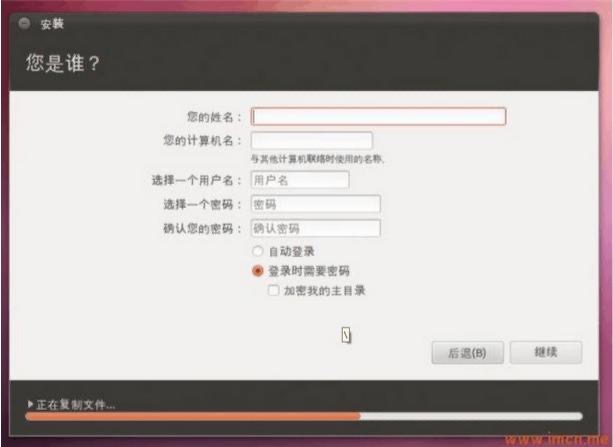 安装
您是谁？
您的姓名：
您的计算机名：
与其他计算机联络时使用的名称。
选择一个用户名： 用户名
选择一个密码： 密码
确认您的密码： 确认密码
自动登录
登录时需要密码
加密我的主目录
后退(B) 继续
正在复制文件...
www.imcn.me